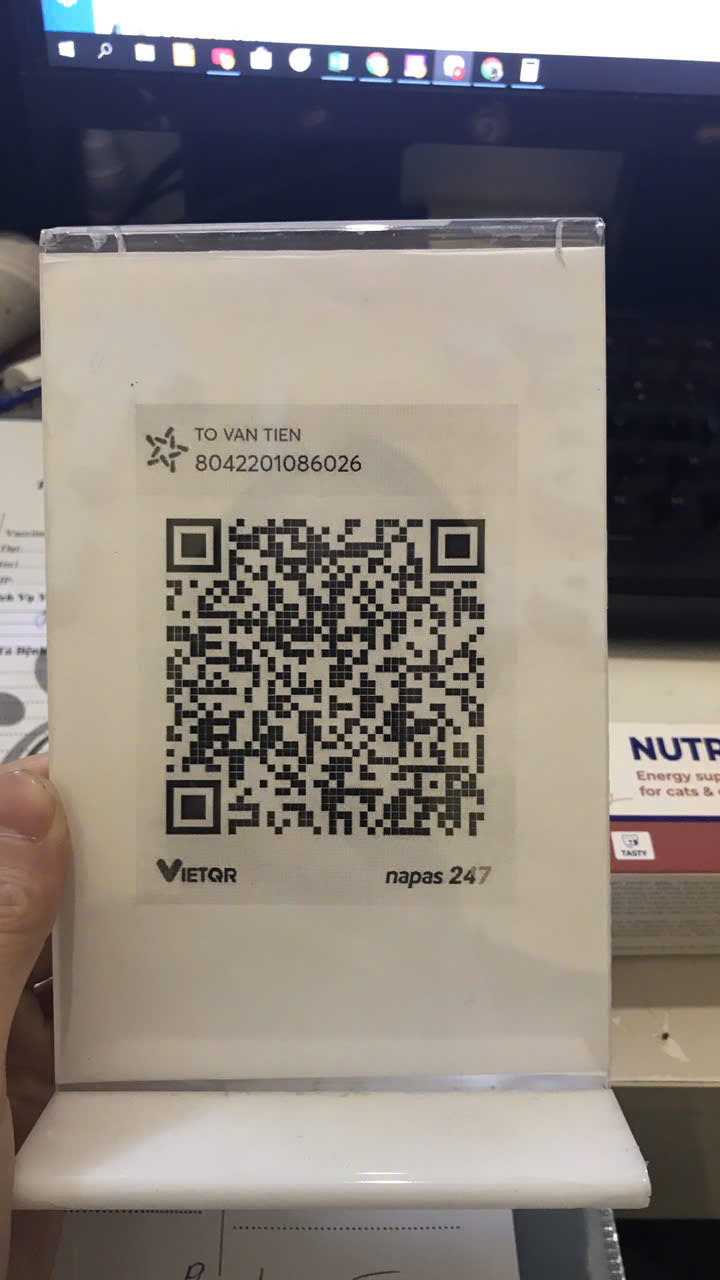 TO VAN TIEN
8042201086026
VIETQR
napas 247
NUTR
Energy sup
for cats &
TASTY